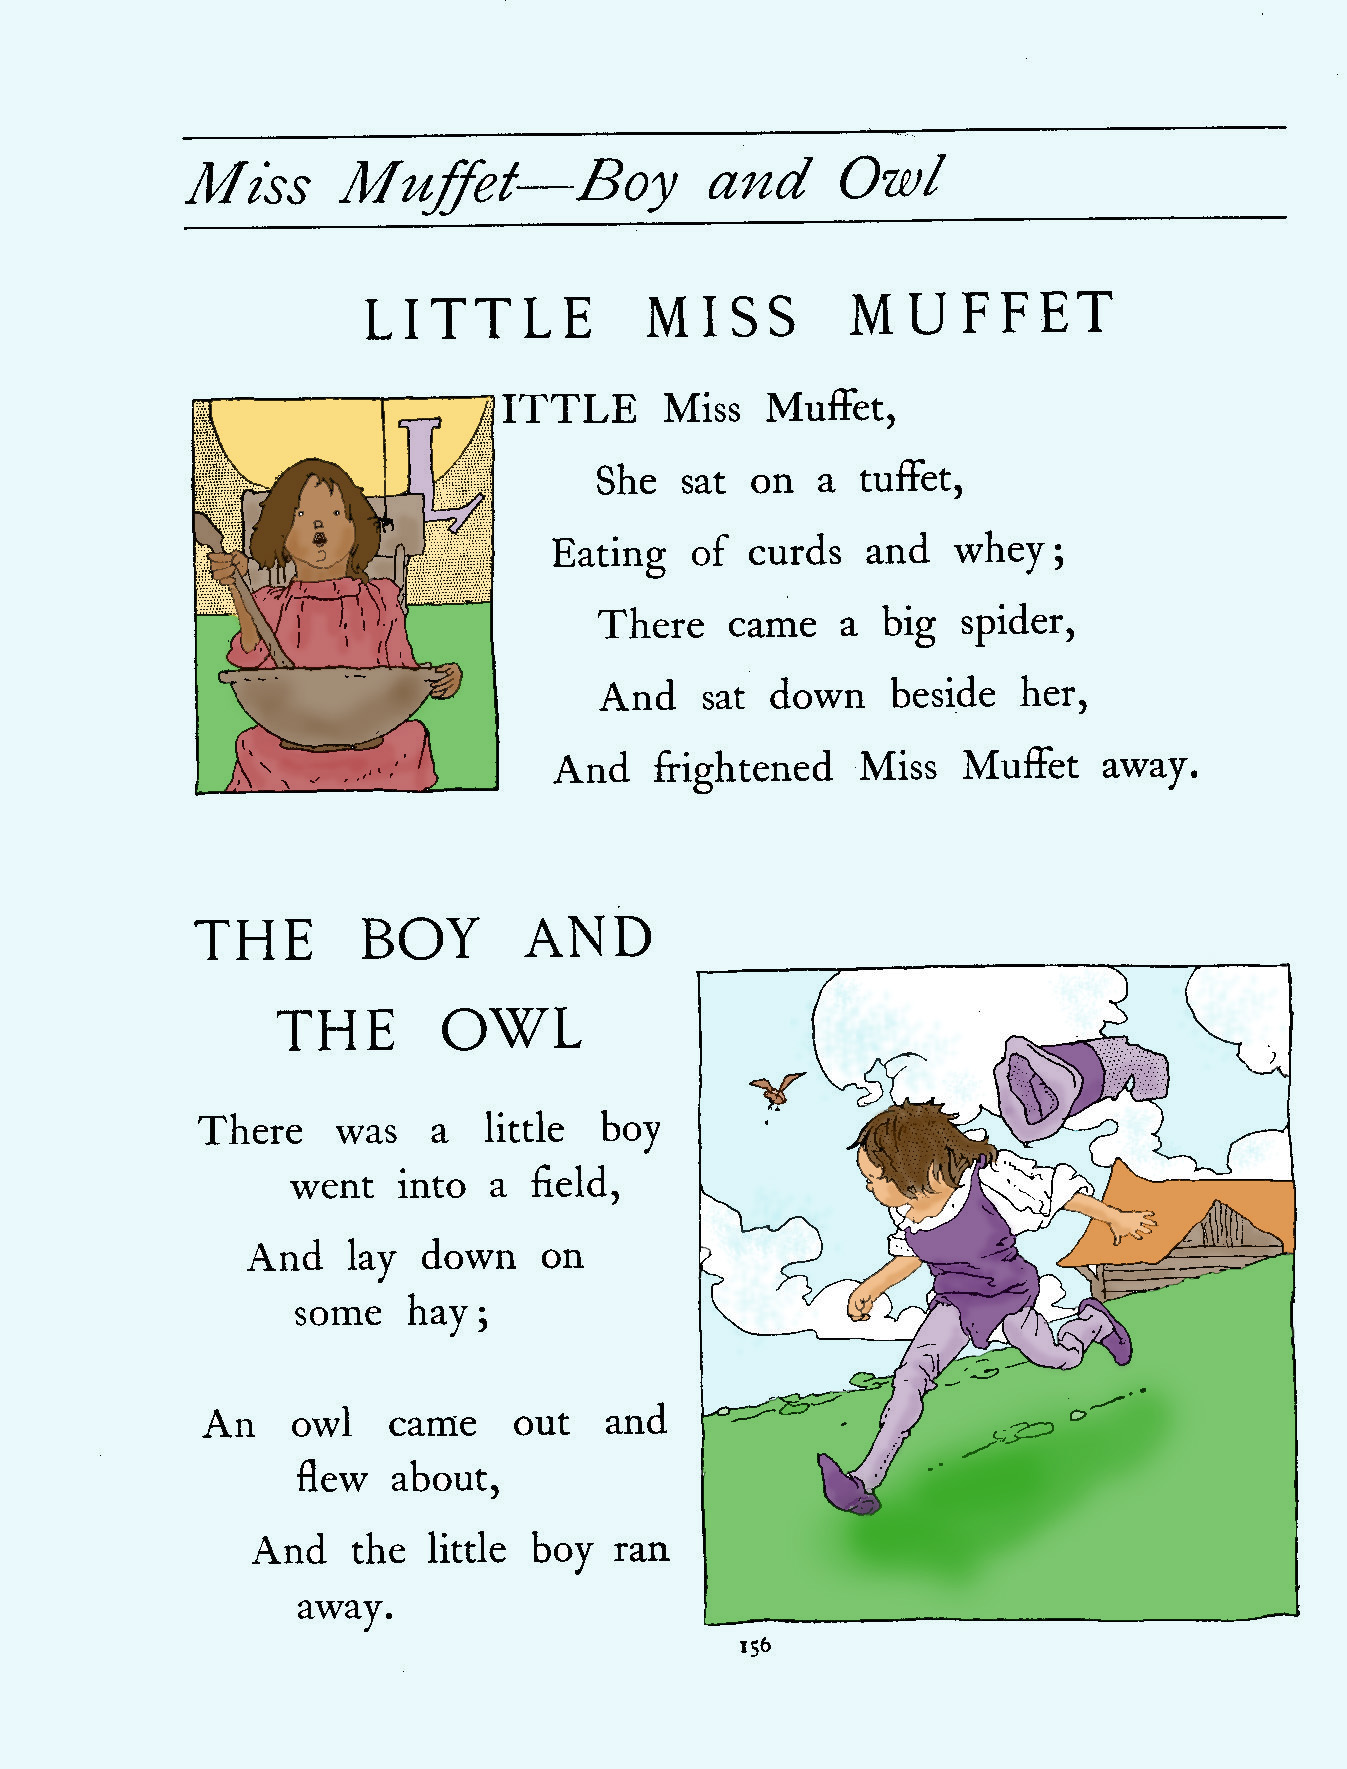 Miss Muffet—Boy and Owl
LITTLE MISS MUFFET
LITTLE Miss Muffet,
She sat on a tuffet,
Eating of curds and whey;
There came a big spider,
And sat down beside her,
And frightened Miss Muffet away.
THE BOY AND
THE OWL
There was a little boy
went into a field,
And lay down on
some hay;
An owl came out and
flew about,
And the little boy ran
away.
156